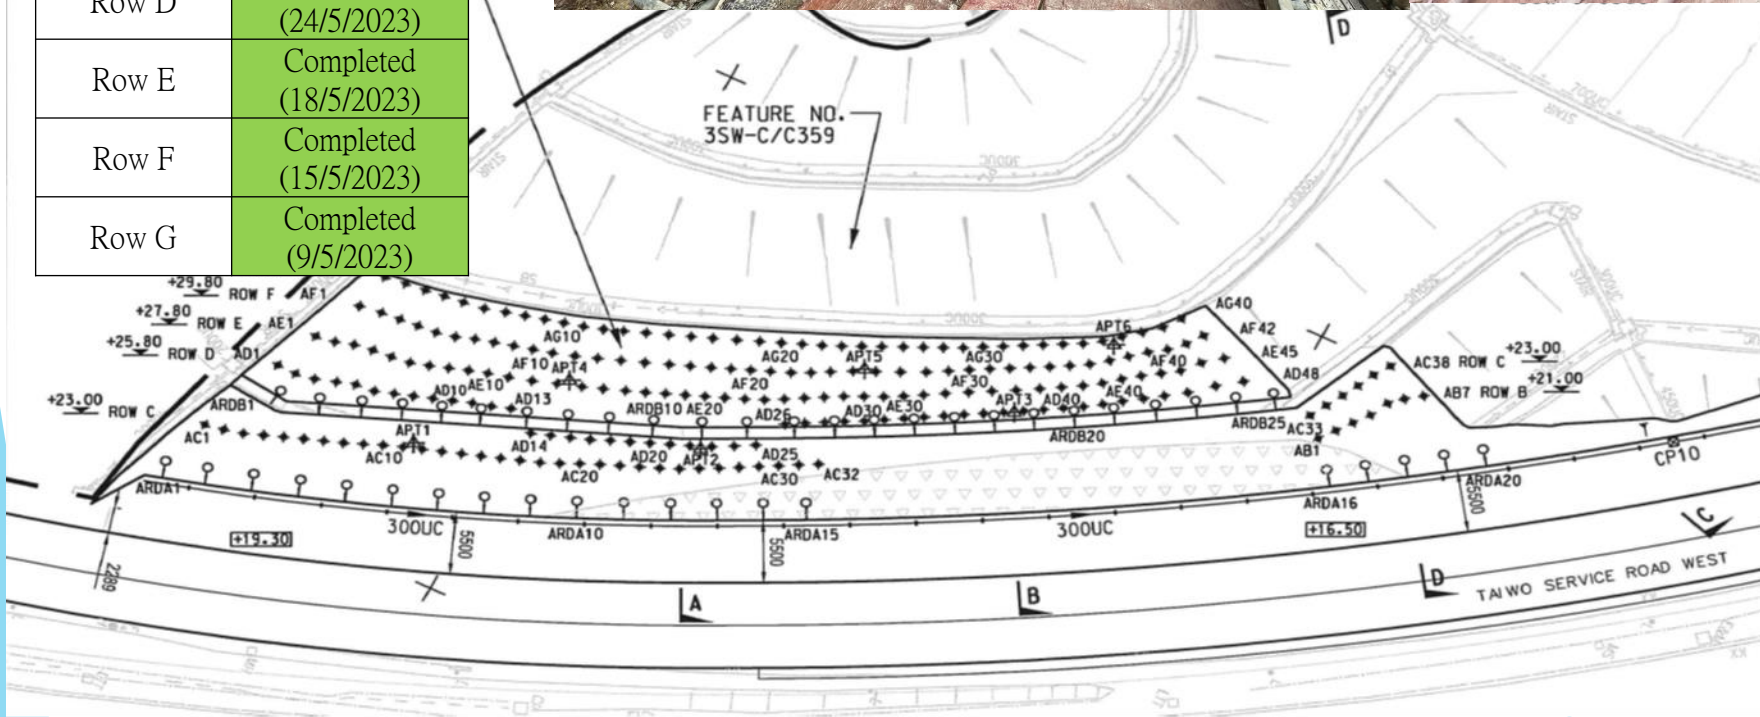 Row D
(24/5/2023)
Row E
Completed
(18/5/2023)
Row F
Completed
(15/5/2023)
Row G
Completed
(9/5/2023)
D
FEATURE NO.
3SW-C/C359
STAIR
STAIR
300UC
300UC
STAIR
+29.80 ROW F AF1
+27.80 ROW E AE1
+25.80 ROW D AD1
+23.00 ROW C
AG10
AG20
APT5
AG30
APT6
AG40
AF42
AE45
AD48
AF10
APT4
AF20
AF30
AF40
AD10
AE10
AD13
ARDB1
ARDB10
AE20
AD26
AD30
AE30
APT3
AD40
AE40
ARDB20
ARDB25
AC38 ROW C
+23.00
AB7 ROW B
+21.00
AC33
AB1
AC1
APT1
AC10
AD14
AD20
APT2
AD25
AC20
AC30
AC32
ARDA1
ARDA10
ARDA15
ARDA16
ARDA20
CP10
T
+19.30
300UC
5500
5500
300UC
+16.50
5500
2289
A
B
D
C
TAI WO SERVICE ROAD WEST